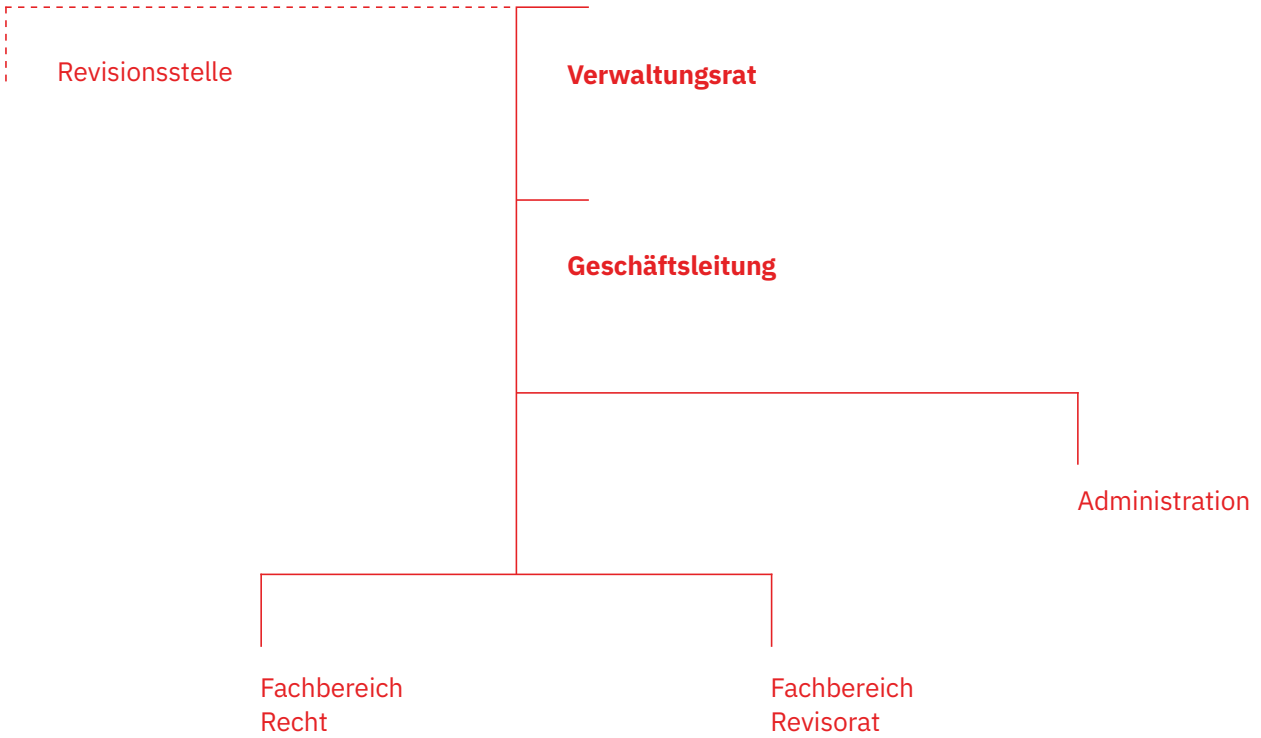 Revisionsstelle
Verwaltungsrat
Geschäftsleitung
Administration
Fachbereich
Recht
Fachbereich
Revisorat